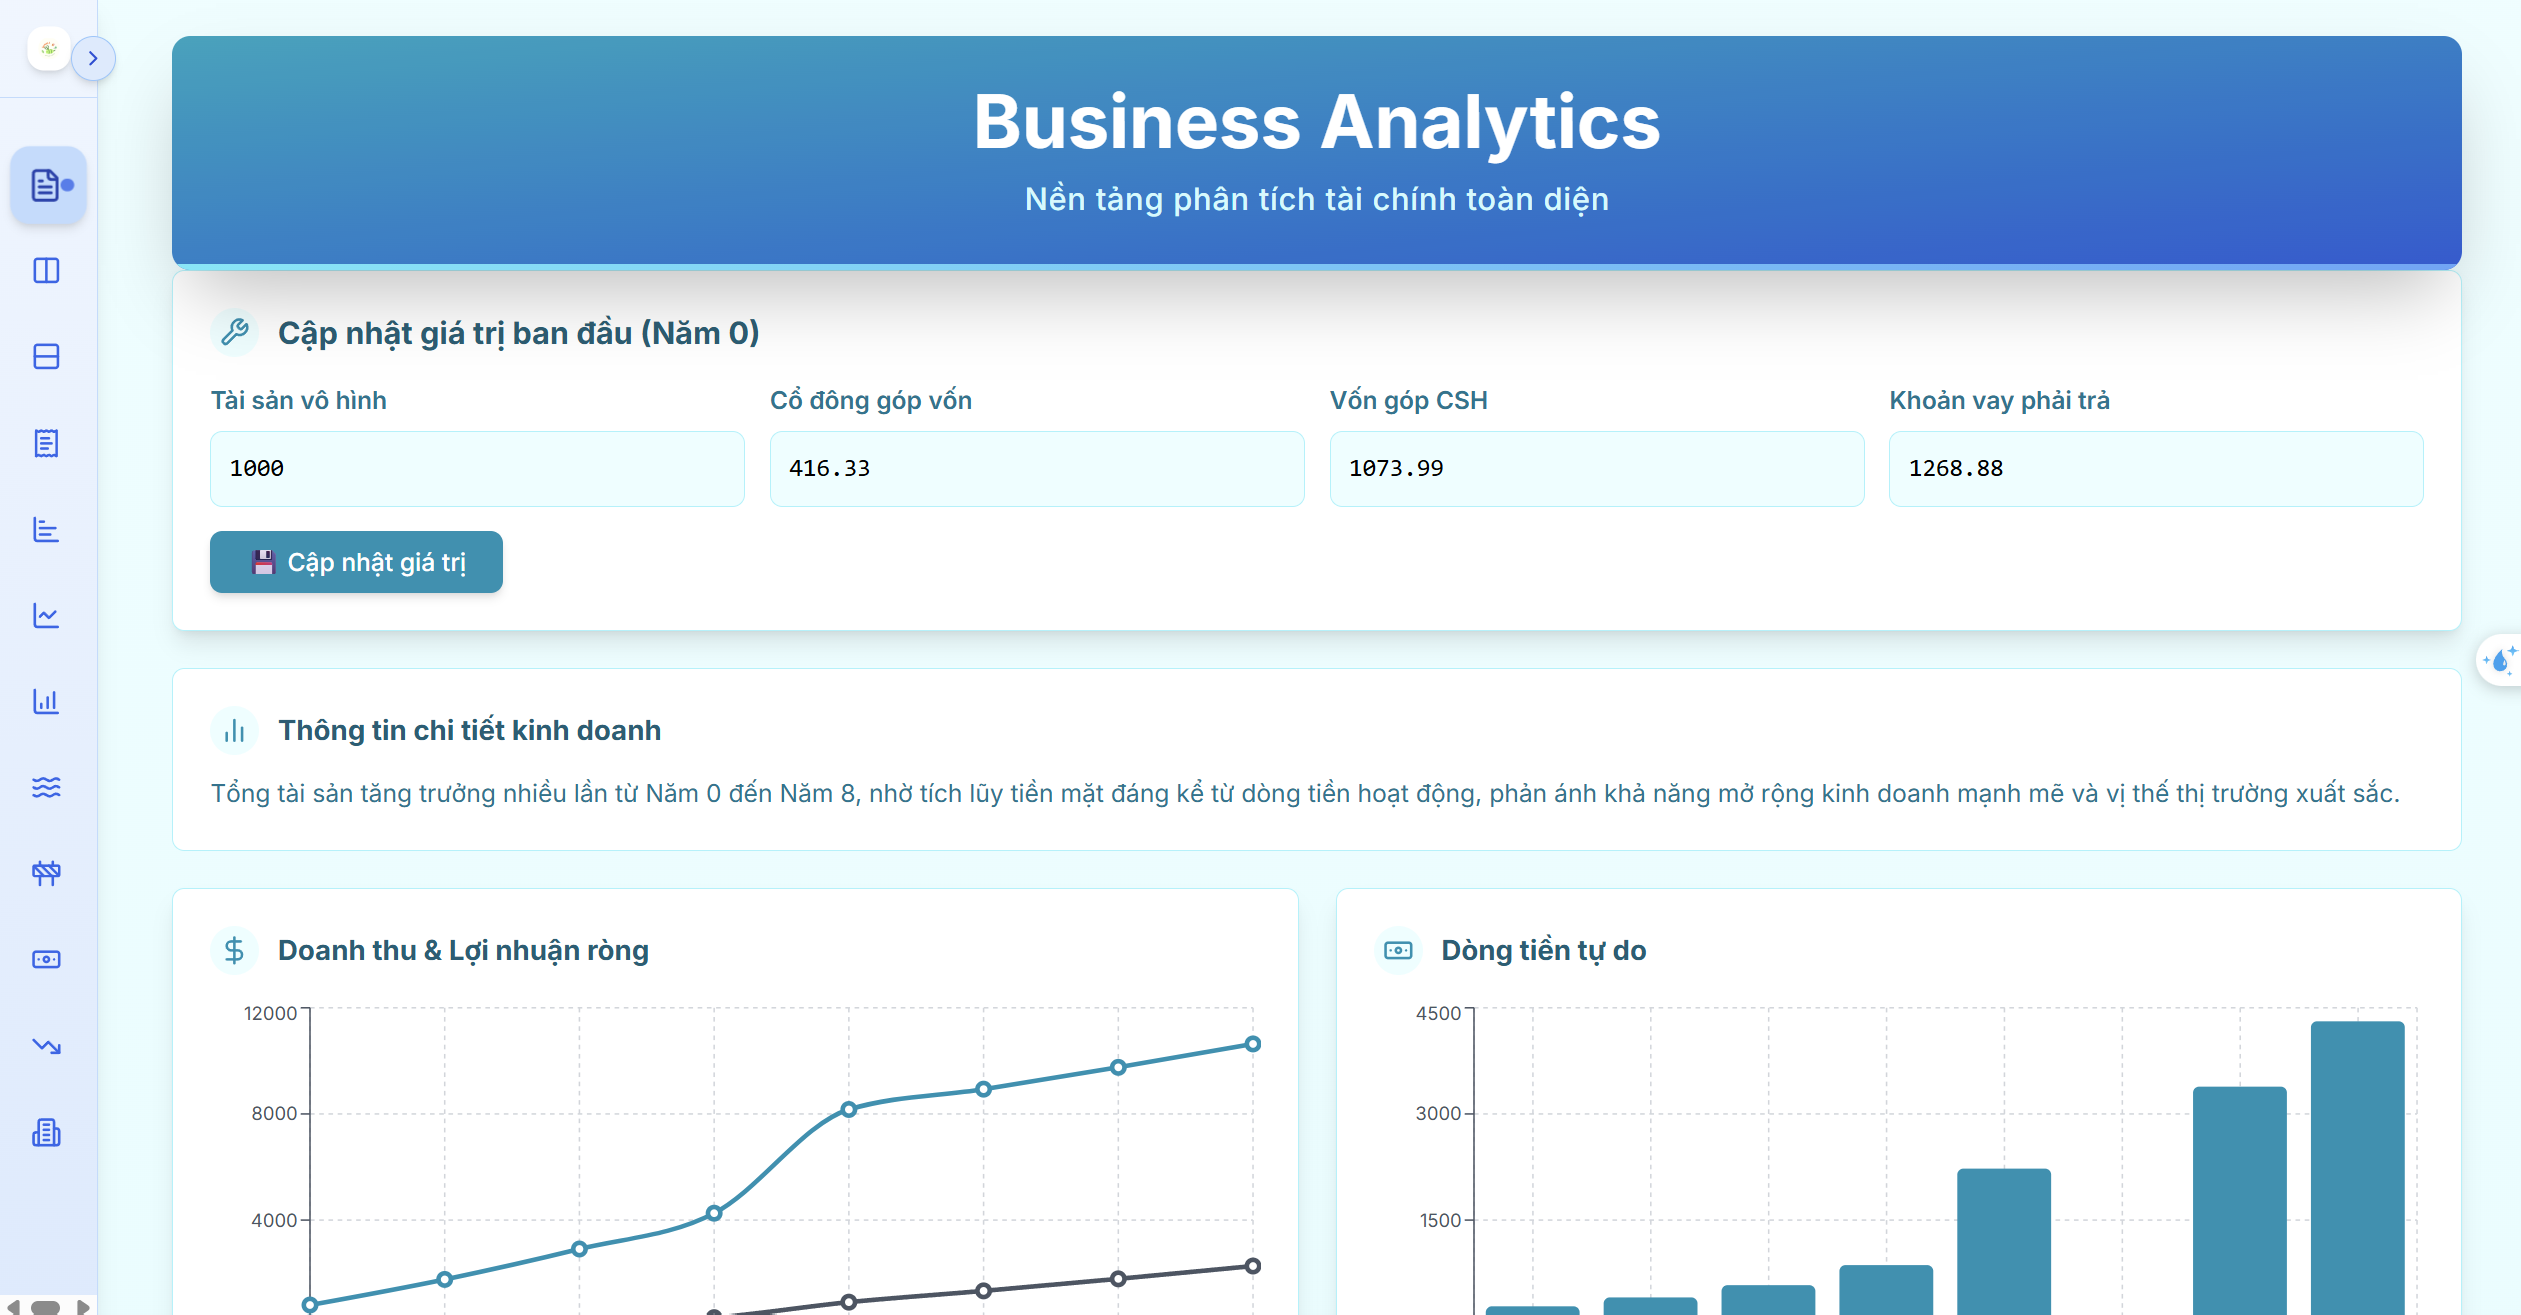 Business Analytics
Nền tảng phân tích tài chính toàn diện
Cập nhật giá trị ban đầu (Năm 0)
Tài sản vô hình
Cổ đông góp vốn
Vốn góp CSH
Khoản vay phải trả
1000
416.33
1073.99
1268.88
Cập nhật giá trị
Thông tin chi tiết kinh doanh
Tổng tài sản tăng trưởng nhiều lần từ Năm 0 đến Năm 8, nhờ tích lũy tiền mặt đáng kể từ dòng tiền hoạt động, phản ánh khả năng mở rộng kinh doanh mạnh mẽ và vị thế thị trường xuất sắc.
Doanh thu & Lợi nhuận ròng
12000
8000
4000
Dòng tiền tự do
4500
3000
1500